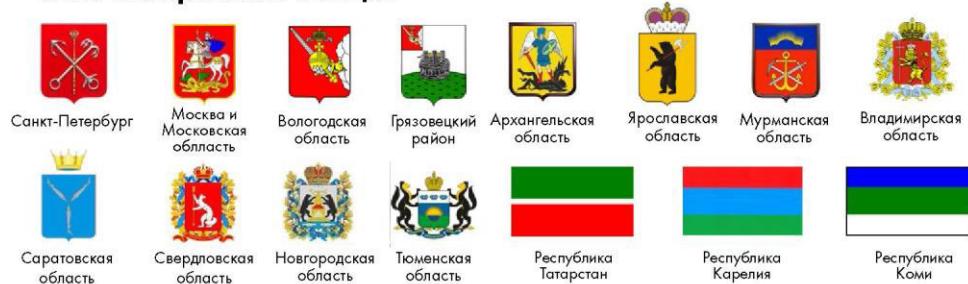 Санкт-Петербург
Москва и
Московская
облласть
Вологодская
область
Грязовецкий
район
Архангельская
область
Ярославская
область
Мурманская
область
Владимирская
область
Саратовская
область
Свердловская
область
Новгородская
область
Тюменская
область
Республика
Татарстан
Республика
Карелия
Республика
Коми